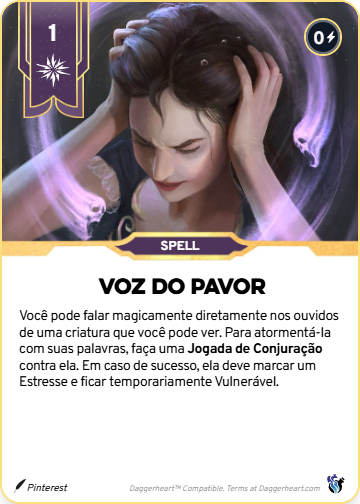 1
0
SPELL
VOZ DO PAVOR
Você pode falar magicamente diretamente nos ouvidos
de uma criatura que você pode ver. Para atormentá-la
com suas palavras, faça uma Jogada de Conjuração
contra ela. Em caso de sucesso, ela deve marcar um
Estresse e ficar temporariamente Vulnerável.
Pinterest
Daggerheart™ Compatible. Terms at Daggerheart.com